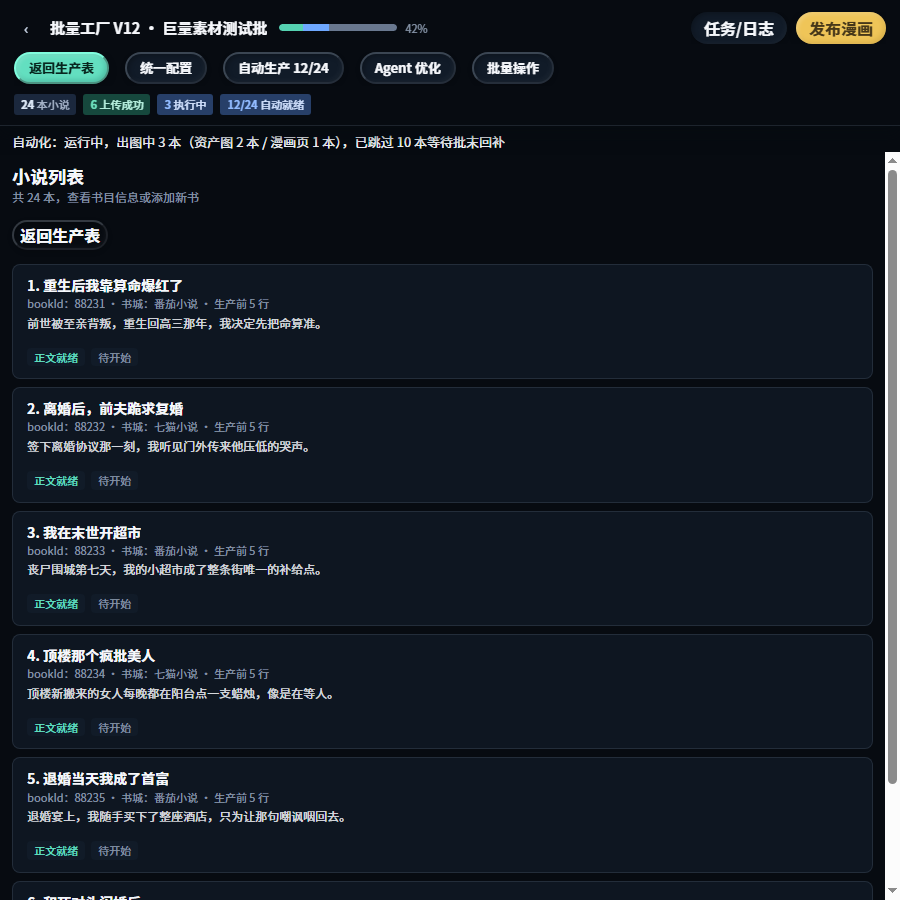 ‹ 批量工厂 V12 · 巨量素材测试批 42% 任务/日志 发布漫画
返回生产表 统一配置 自动生产 12/24 Agent 优化 批量操作
24 本小说 6 上传成功 3 执行中 12/24 自动就绪
自动化：运行中，出图中 3 本（资产图 2 本 / 漫画页 1 本），已跳过 10 本等待批末回补
小说列表
共 24 本，查看书目信息或添加新书
返回生产表
1. 重生后我靠算命爆红了
bookId：88231 · 书城：番茄小说 · 生产前 5 行
前世被至亲背叛，重生回高三那年，我决定先把命算准。
正文就绪 待开始
2. 离婚后，前夫跪求复婚
bookId：88232 · 书城：七猫小说 · 生产前 5 行
签下离婚协议那一刻，我听见门外传来他压低的哭声。
正文就绪 待开始
3. 我在末世开超市
bookId：88233 · 书城：番茄小说 · 生产前 5 行
丧尸围城第七天，我的小超市成了整条街唯一的补给点。
正文就绪 待开始
4. 顶楼那个疯批美人
bookId：88234 · 书城：七猫小说 · 生产前 5 行
顶楼新搬来的女人每晚都在阳台点一支蜡烛，像是在等人。
正文就绪 待开始
5. 退婚当天我成了首富
bookId：88235 · 书城：番茄小说 · 生产前 5 行
退婚宴上，我随手买下了整座酒店，只为让那句嘲讽咽回去。
正文就绪 待开始